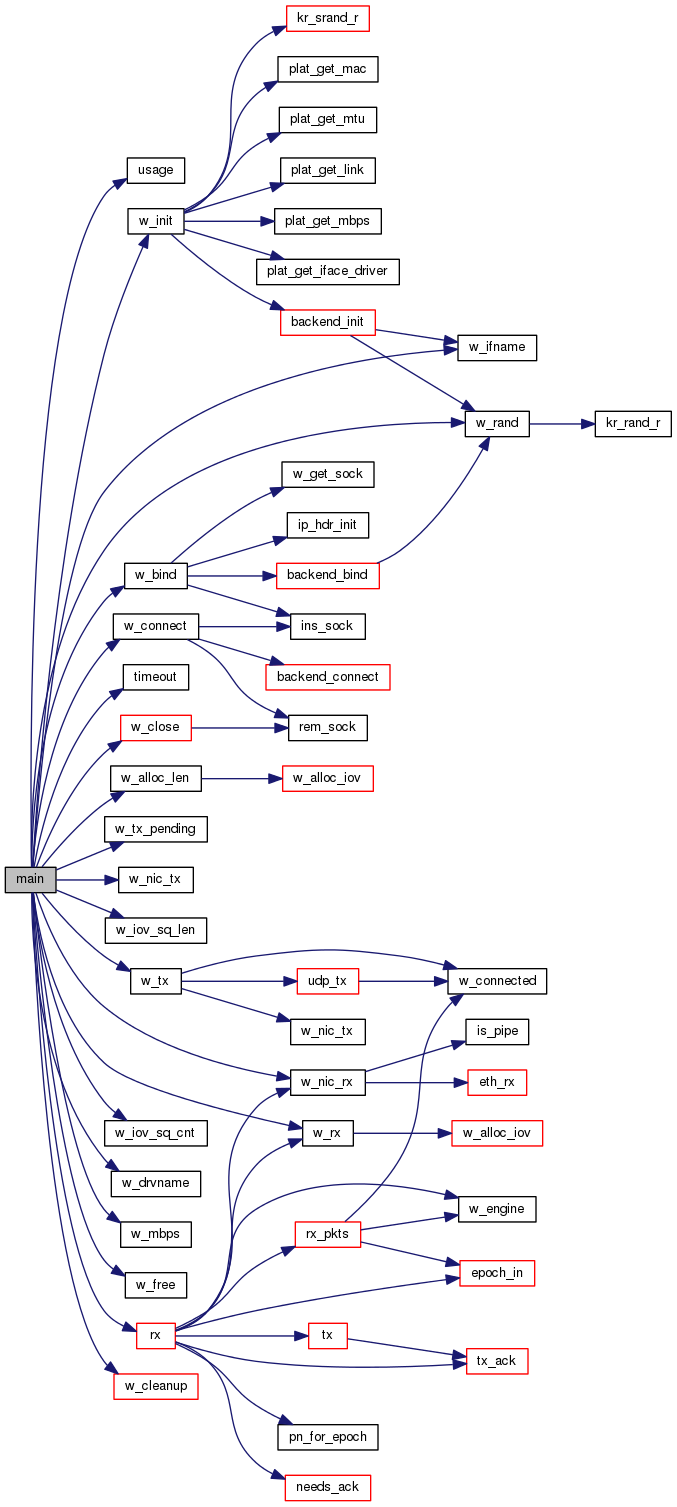 kr_srand_r
plat_get_mac
plat_get_mtu
usage
plat_get_link
w_init
plat_get_mbps
plat_get_iface_driver
backend_init
w_ifname
w_rand
kr_rand_r
w_get_sock
ip_hdr_init
w_bind
backend_bind
w_connect
ins_sock
timeout
backend_connect
w_close
rem_sock
w_alloc_len
w_alloc_iov
w_tx_pending
main
w_nic_tx
w_iov_sq_len
w_tx
udp_tx
w_connected
w_nic_tx
is_pipe
w_nic_rx
eth_rx
w_iov_sq_cnt
w_rx
w_alloc_iov
w_drvname
w_engine
w_mbps
rx_pkts
w_free
epoch_in
rx
tx
tx_ack
w_cleanup
pn_for_epoch
needs_ack